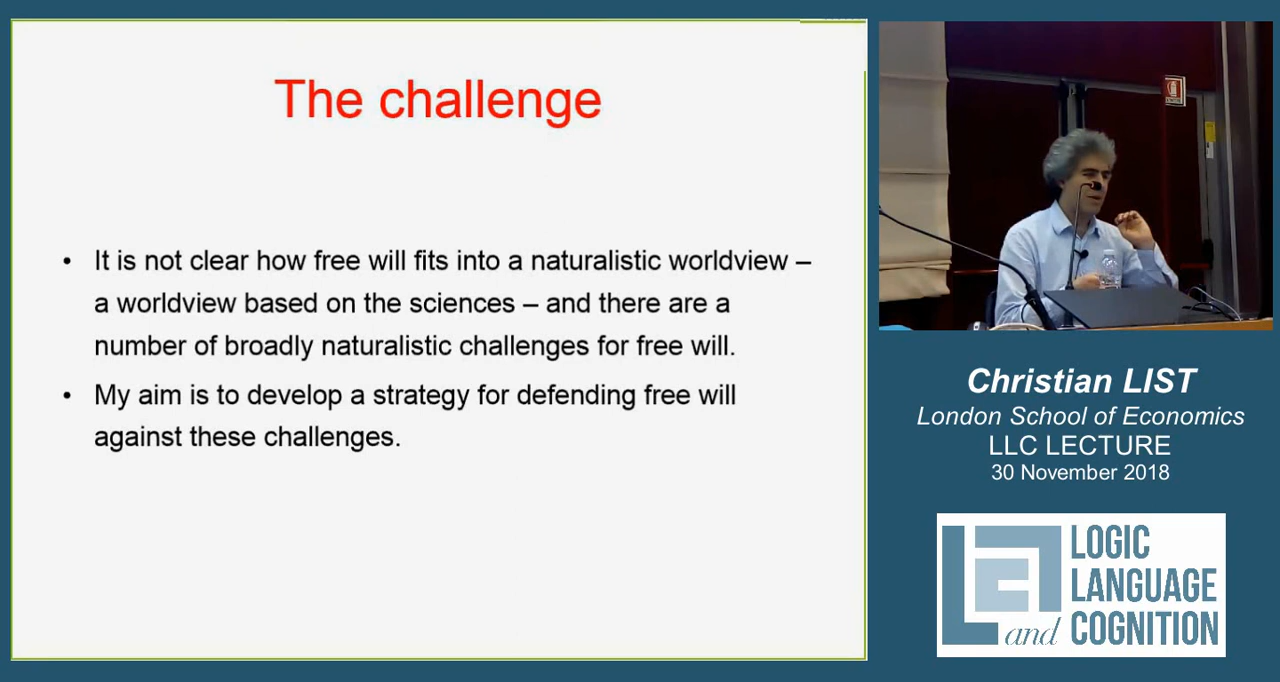 The challenge
• It is not clear how free will fits into a naturalistic worldview –
a worldview based on the sciences – and there are a
number of broadly naturalistic challenges for free will.
• My aim is to develop a strategy for defending free will
against these challenges.
Christian LIST
London School of Economics
LLC LECTURE
30 November 2018
LOGIC
LANGUAGE
and COGNITION